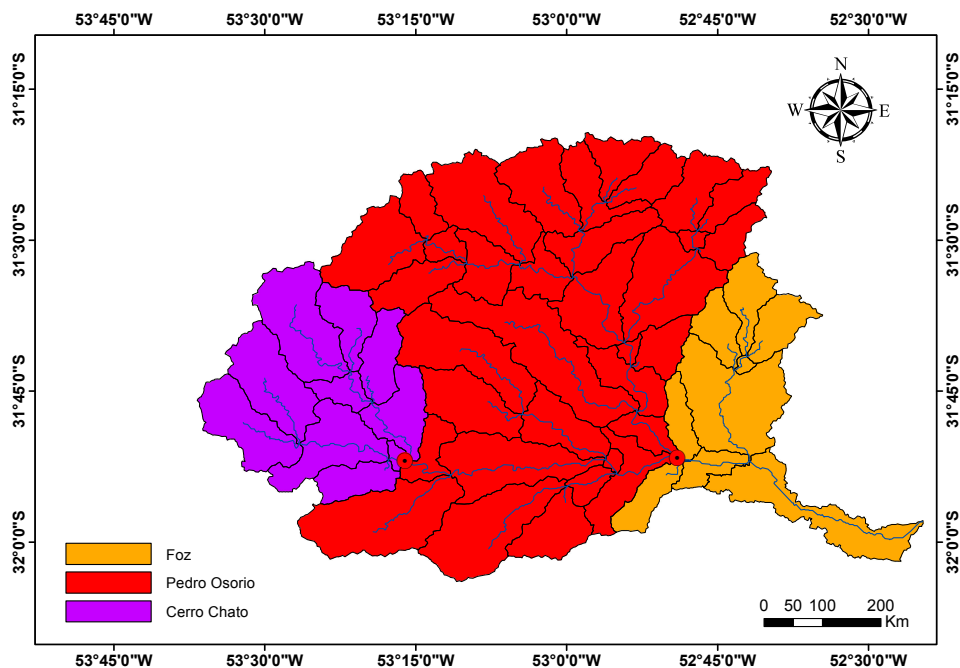 53°45'0"W 53°30'0"W 53°15'0"W 53°0'0"W 52°45'0"W 52°30'0"W
N
W E
S
31°15'0"S 31°15'0"S
31°30'0"S 31°30'0"S
31°45'0"S 31°45'0"S
32°0'0"S 32°0'0"S
Foz
Pedro Osorio
Cerro Chato
0 50 100 200
Km
53°45'0"W 53°30'0"W 53°15'0"W 53°0'0"W 52°45'0"W 52°30'0"W